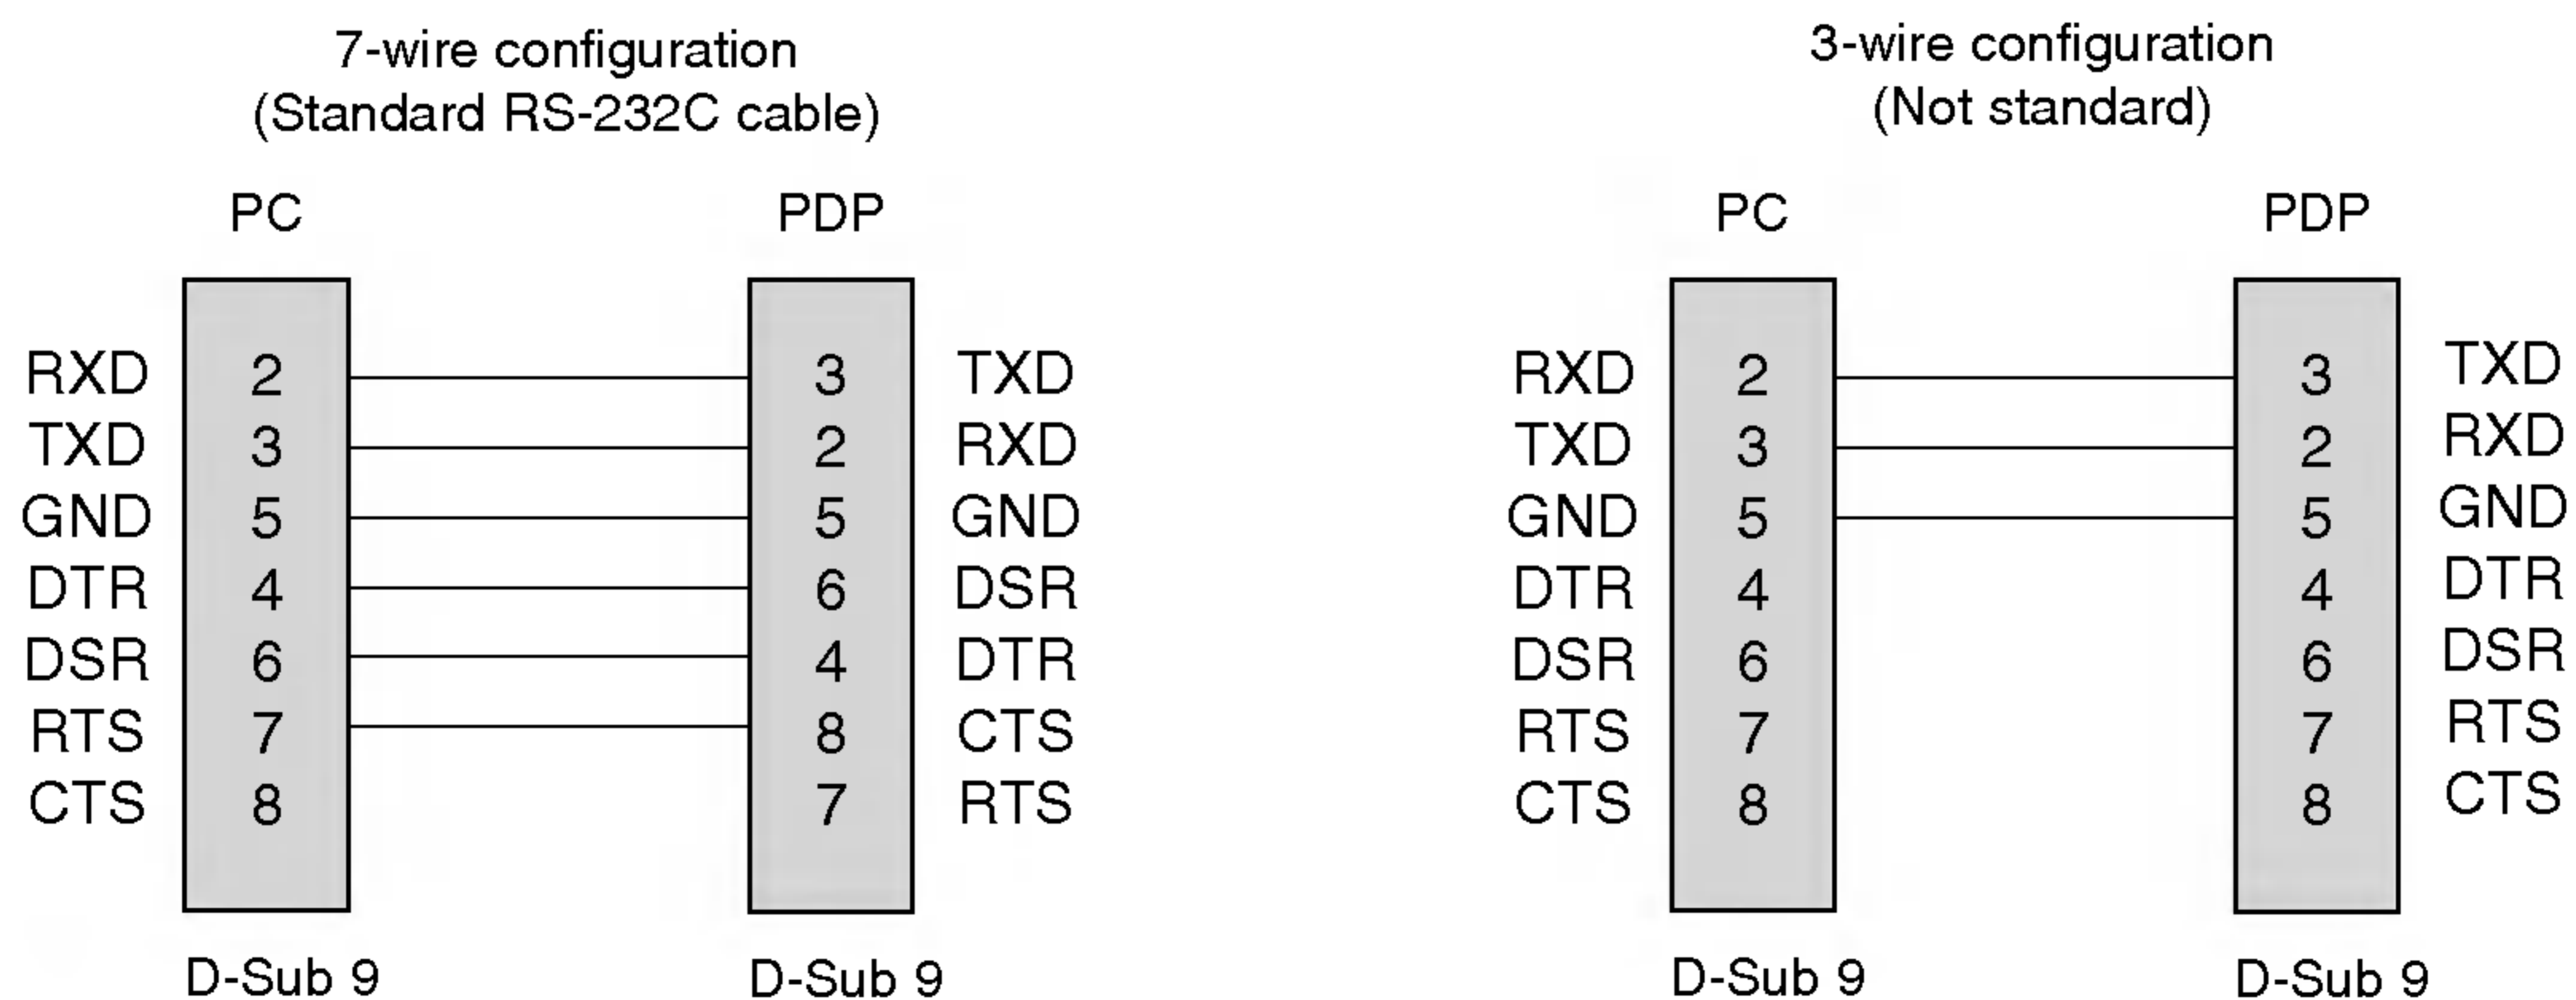 7-wire configuration
(Standard RS-232C cable)
PC PDP
RXD 2 3 TXD
TXD 3 2 RXD
GND 5 5 GND
DTR 4 6 DSR
DSR 6 4 DTR
RTS 7 8 CTS
CTS 8 7 RTS
D-Sub 9 D-Sub 9
3-wire configuration
(Not standard)
PC PDP
RXD 2 3 TXD
TXD 3 2 RXD
GND 5 5 GND
DTR 4 4 DTR
DSR 6 6 DSR
RTS 7 7 RTS
CTS 8 8 CTS
D-Sub 9 D-Sub 9